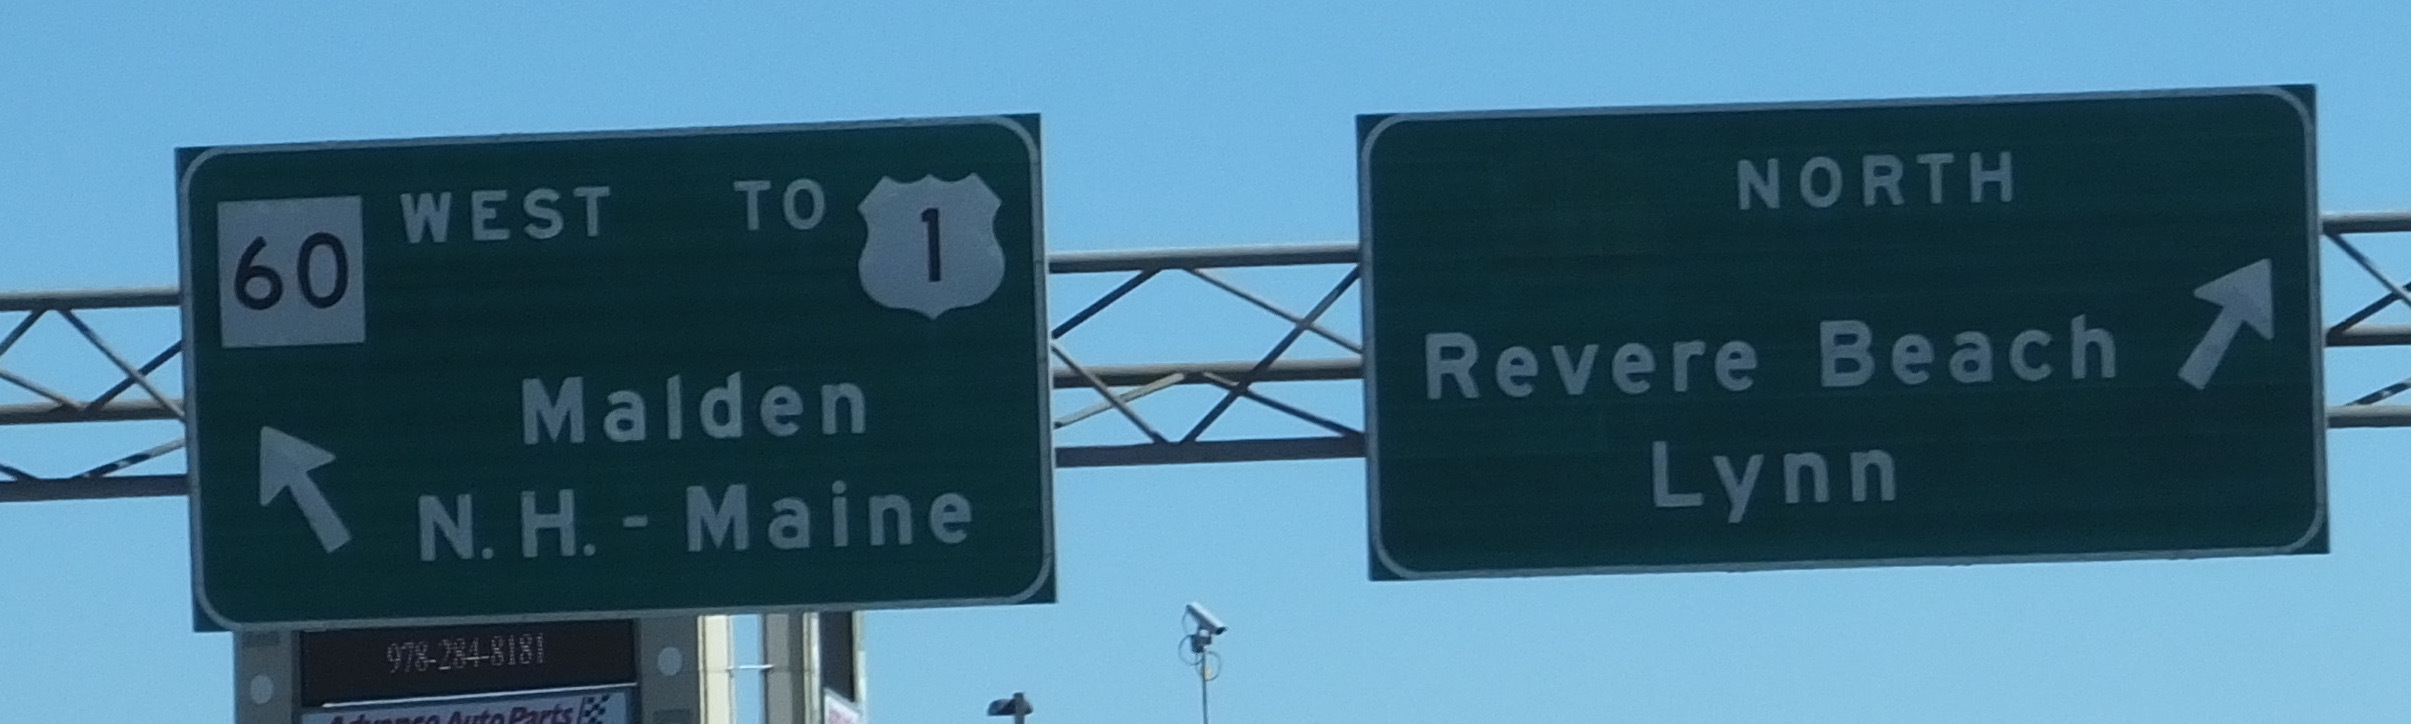 60 WEST TO 1
Malden
N.H. - Maine
NORTH
Revere Beach
Lynn
978-284-8181
Advance Auto Parts